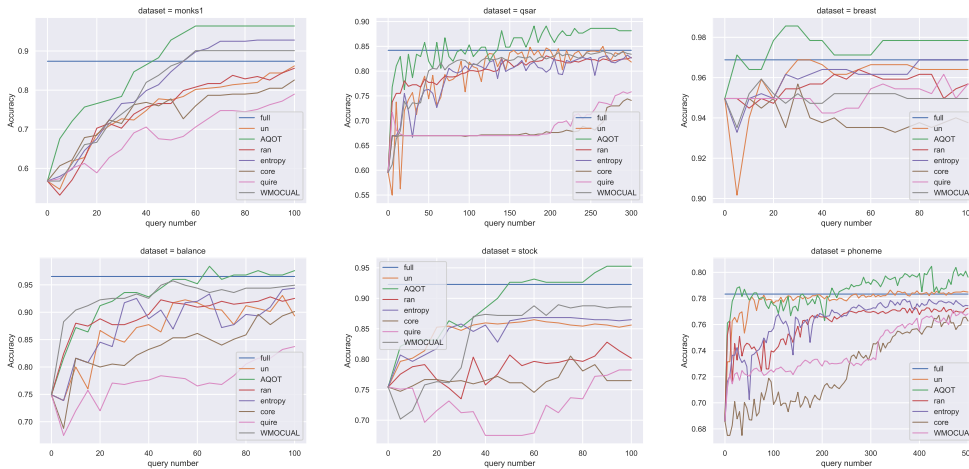 dataset = monks1
Accuracy
0.9
0.8
0.7
0.6
full
un
AQOT
ran
entropy
core
quire
WMOCUAL
0
20
40
60
80
100
query number
dataset = qsar
Accuracy
0.90
0.85
0.80
0.75
0.70
0.65
0.60
0.55
full
un
AQOT
ran
entropy
core
quire
WMOCUAL
0
50
100
150
200
250
300
query number
dataset = breast
Accuracy
0.98
0.96
0.94
0.92
0.90
full
un
AQOT
ran
entropy
core
quire
WMOCUAL
0
20
40
60
80
100
query number
dataset = balance
Accuracy
0.95
0.90
0.85
0.80
0.75
0.70
full
un
AQOT
ran
entropy
core
quire
WMOCUAL
0
20
40
60
80
100
query number
dataset = stock
Accuracy
0.95
0.90
0.85
0.80
0.75
0.70
full
un
AQOT
ran
entropy
core
quire
WMOCUAL
0
20
40
60
80
100
query number
dataset = phoneme
Accuracy
0.80
0.78
0.76
0.74
0.72
0.70
0.68
full
un
AQOT
ran
entropy
core
quire
0
100
200
300
400
500
query number